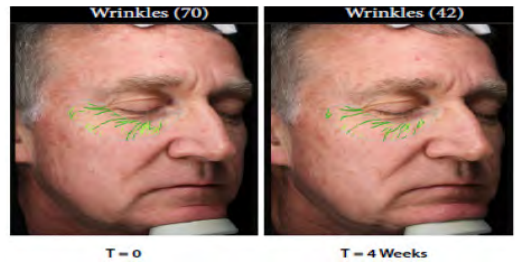 Wrinkles (70)
Wrinkles (42)
T = 0
T = 4 Weeks